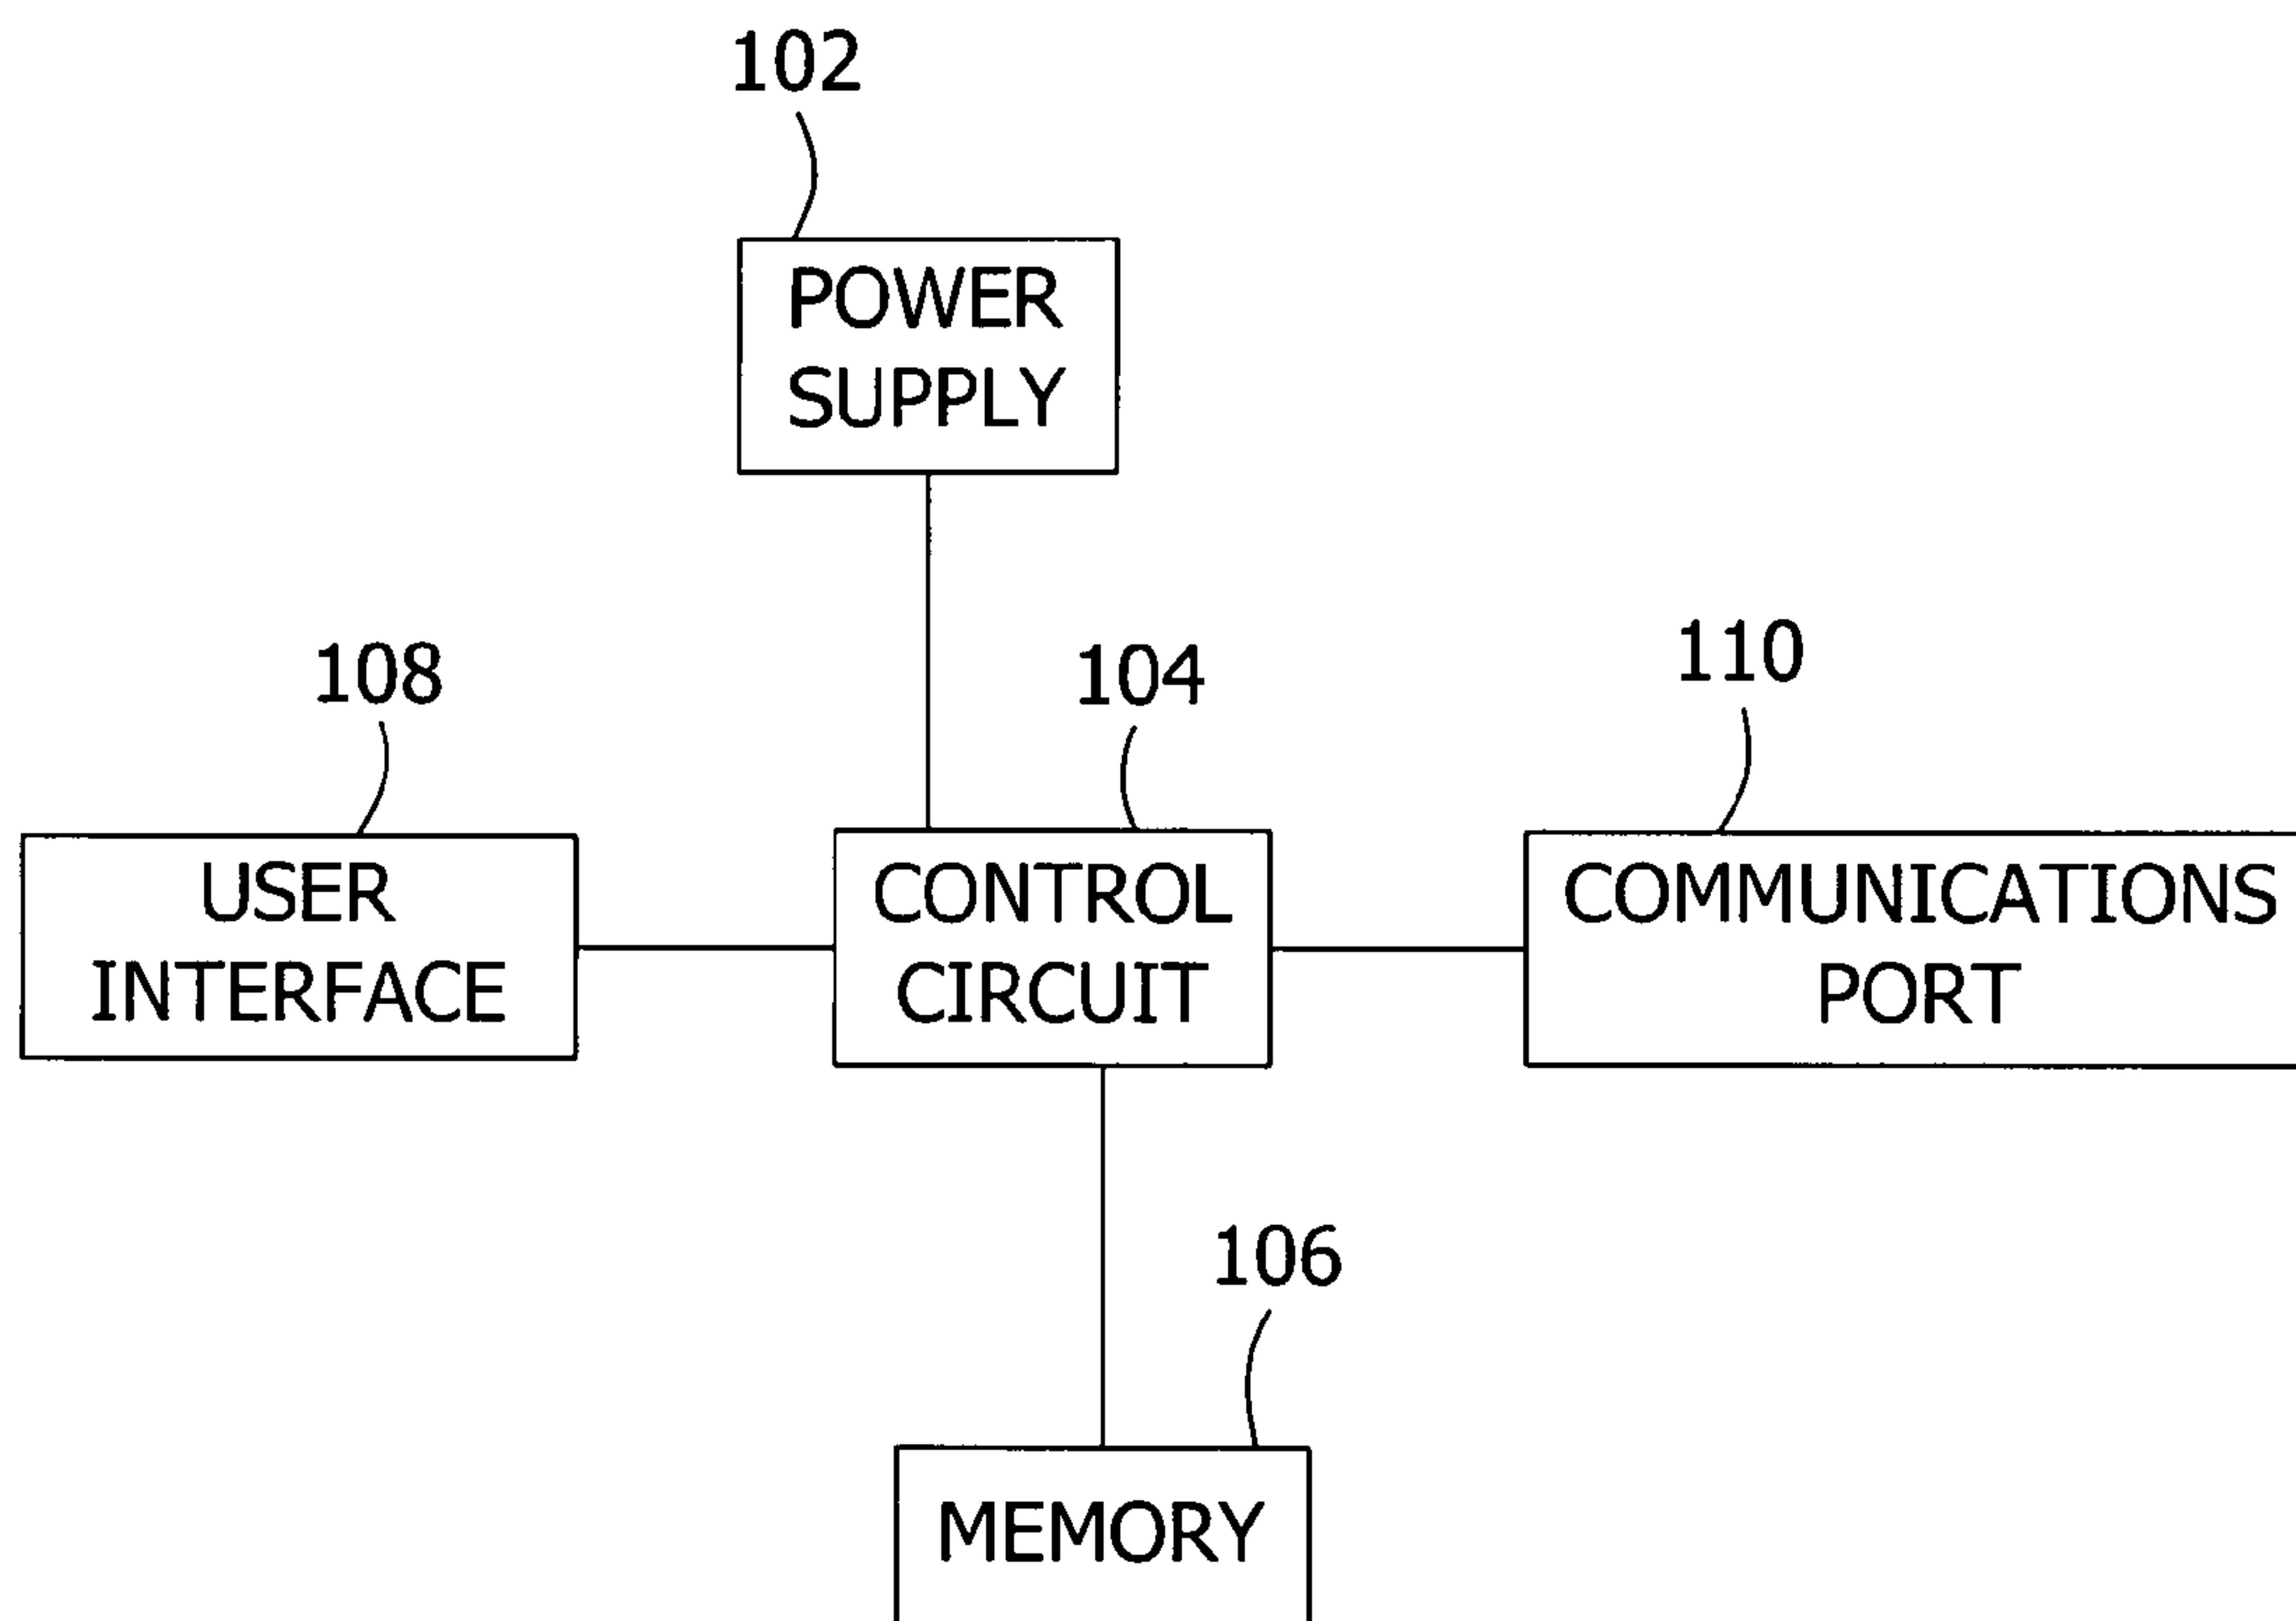 102
POWER
SUPPLY
108
104
110
USER
INTERFACE
CONTROL
CIRCUIT
COMMUNICATIONS
PORT
106
MEMORY